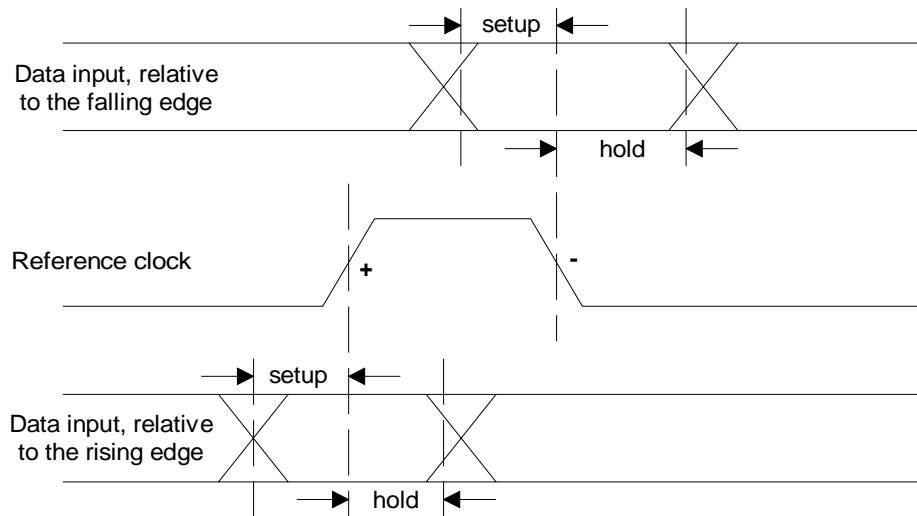 setup
Data input, relative
to the falling edge
hold
Reference clock
+
-
setup
Data input, relative
to the rising edge
hold